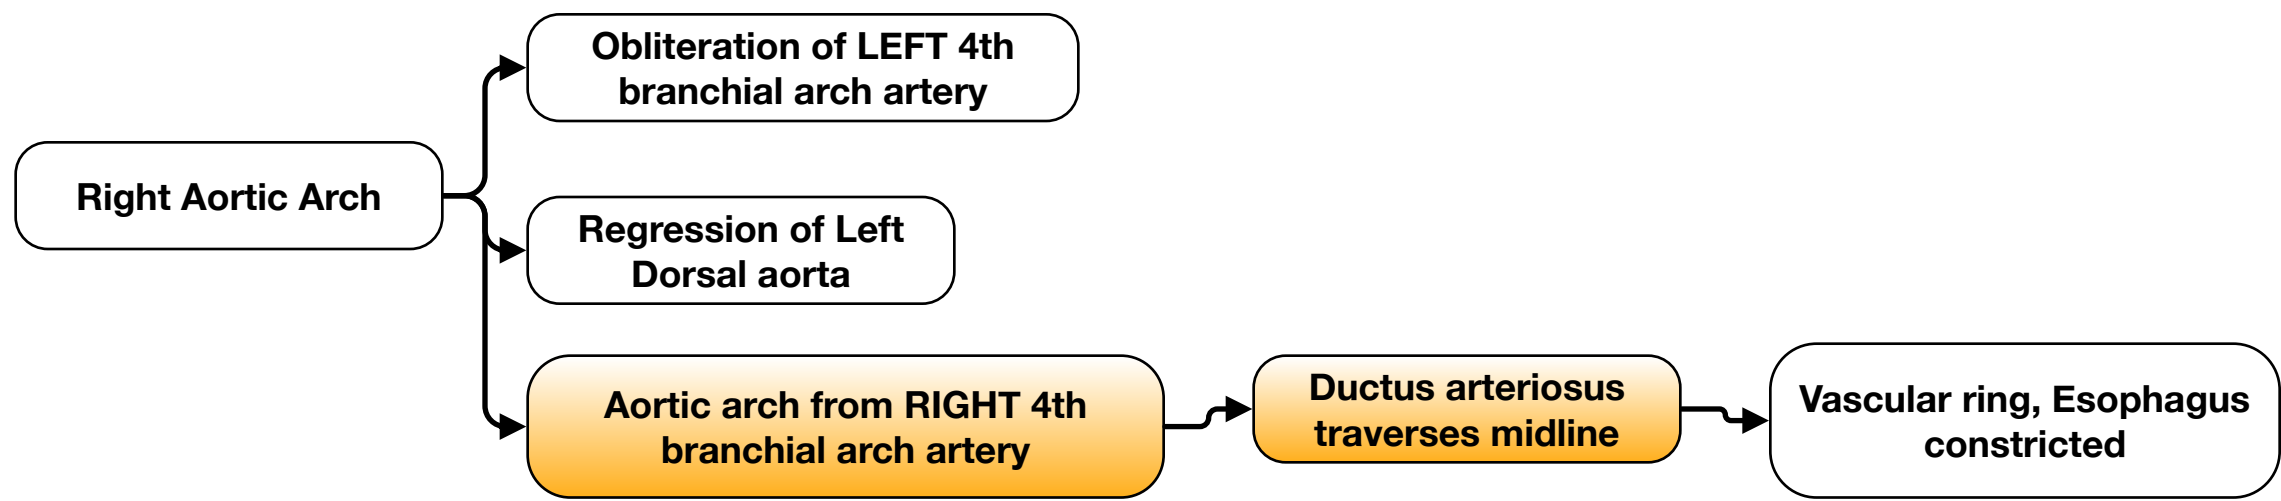 Obliteration of LEFT 4th
branchial arch artery
Right Aortic Arch
Regression of Left
Dorsal aorta
Aortic arch from RIGHT 4th
branchial arch artery
Ductus arteriosus
traverses midline
Vascular ring, Esophagus
constricted